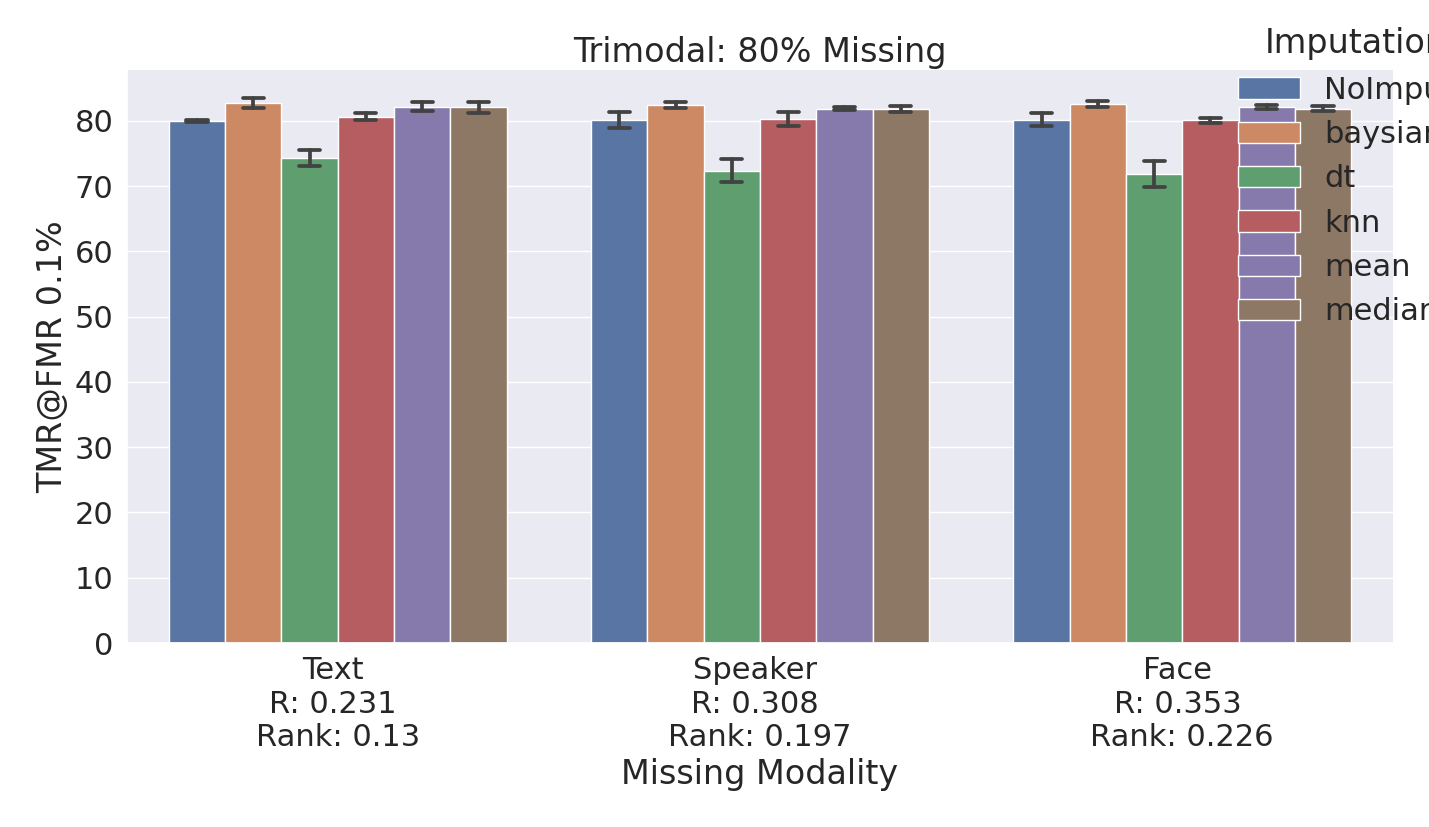 Trimodal: 80% Missing
Imputation
NoImpu
baysian
dt
knn
mean
median
TMR@FMR 0.1%
80
70
60
50
40
30
20
10
0
Text
R: 0.231
Rank: 0.13
Speaker
R: 0.308
Rank: 0.197
Face
R: 0.353
Rank: 0.226
Missing Modality